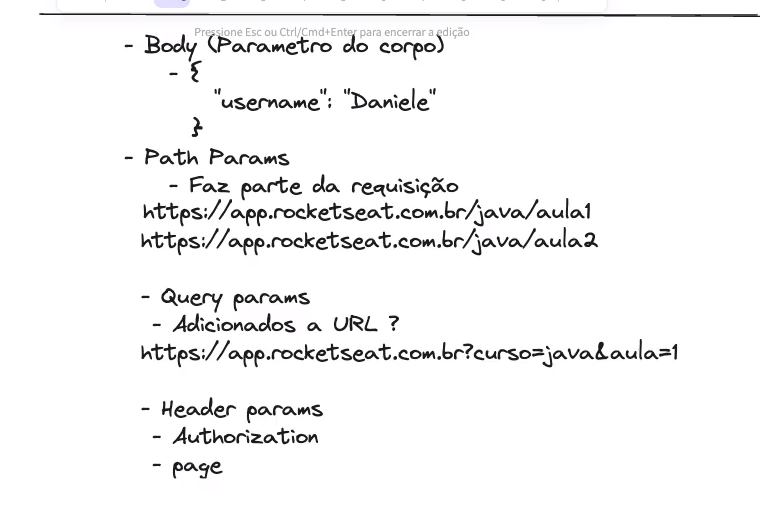 Pressione Esc ou Ctrl/Cmd+Enter para encerrar a edição
- Body (Parametro do corpo)
- {
"username": "Daniele"
}
- Path Params
- Faz parte da requisição
https://app.rocketseat.com.br/java/aula1
https://app.rocketseat.com.br/java/aula2
- Query params
- Adicionados a URL ?
https://app.rocketseat.com.br?curso=java&aula=1
- Header params
- Authorization
- page